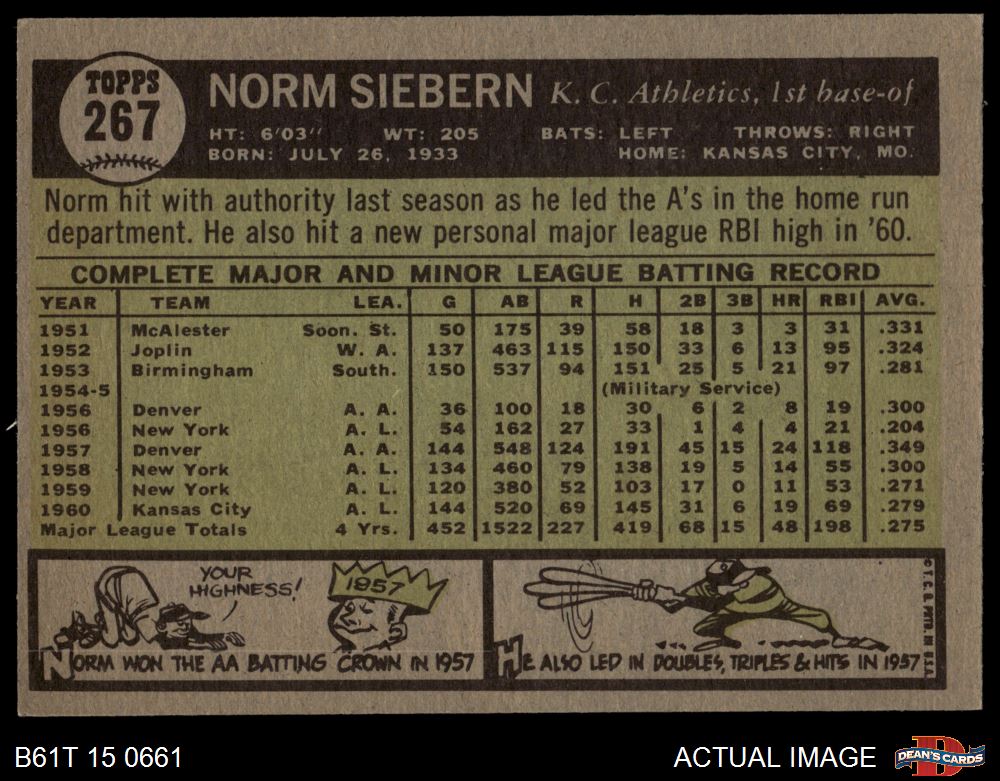 TOPPS
267
NORM SIEBERN K. C. Athletics, 1st base-of
HT: 6'03" WT: 205 BATS: LEFT THROWS: RIGHT
BORN: JULY 26, 1933 HOME: KANSAS CITY, MO.
Norm hit with authority last season as he led the A's in the home run
department. He also hit a new personal major league RBI high in '60.
COMPLETE MAJOR AND MINOR LEAGUE BATTING RECORD
YEAR TEAM LEA. G AB R H 2B 3B HR RBI AVG.
1951 McAlester Soon. St. 50 175 39 58 18 3 3 31 .331
1952 Joplin W. A. 137 463 115 150 33 6 13 95 .324
1953 Birmingham South. 150 537 94 151 25 5 21 97 .281
1954-5 (Military Service)
1956 Denver A. A. 36 100 18 30 6 2 8 19 .300
1956 New York A. L. 54 162 27 33 1 4 4 21 .204
1957 Denver A. A. 144 548 124 191 45 15 24 118 .349
1958 New York A. L. 134 460 79 138 19 5 14 55 .300
1959 New York A. L. 120 380 52 103 17 0 11 53 .271
1960 Kansas City A. L. 144 520 69 145 31 6 19 69 .279
Major League Totals 4 Yrs. 452 1522 227 419 68 15 48 198 .275
YOUR
HIGHNESS!
1957
NORM WON THE AA BATTING CROWN IN 1957
HE ALSO LED IN DOUBLES, TRIPLES & HITS IN 1957
© T. C. G. PRTD. IN U.S.A.
B61T 15 0661 ACTUAL IMAGE
D
DEAN'S CARDS